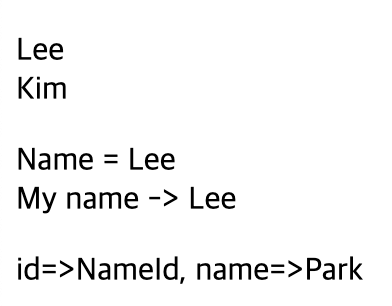 Lee
Kim
Name = Lee
My name -> Lee
id=>NameId, name=>Park